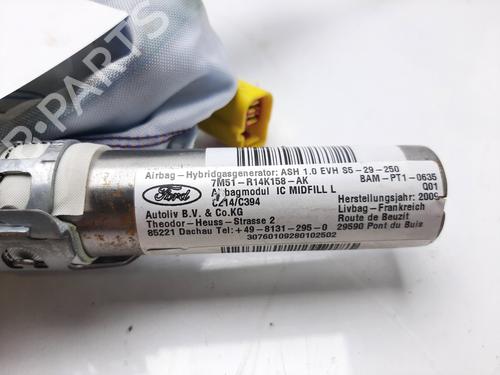 Airbag-Hybridgasgenerator: ASH 1.0 EVH S5-29-250
7M51-R14K158-AK
BAM-PT1-0635
Airbagmodul IC MIDFILL L
Q01
C214/C394
Herstellungsjahr: 2009
Ford
Autoliv B.V. & Co.KG
Livbag-Frankreich
Theodor-Heuss-Strasse 2
Route de Beuzit
85221 Dachau Tel:+49-8131-295-0
29590 Pont du Buis
30760109280102502
PARTS